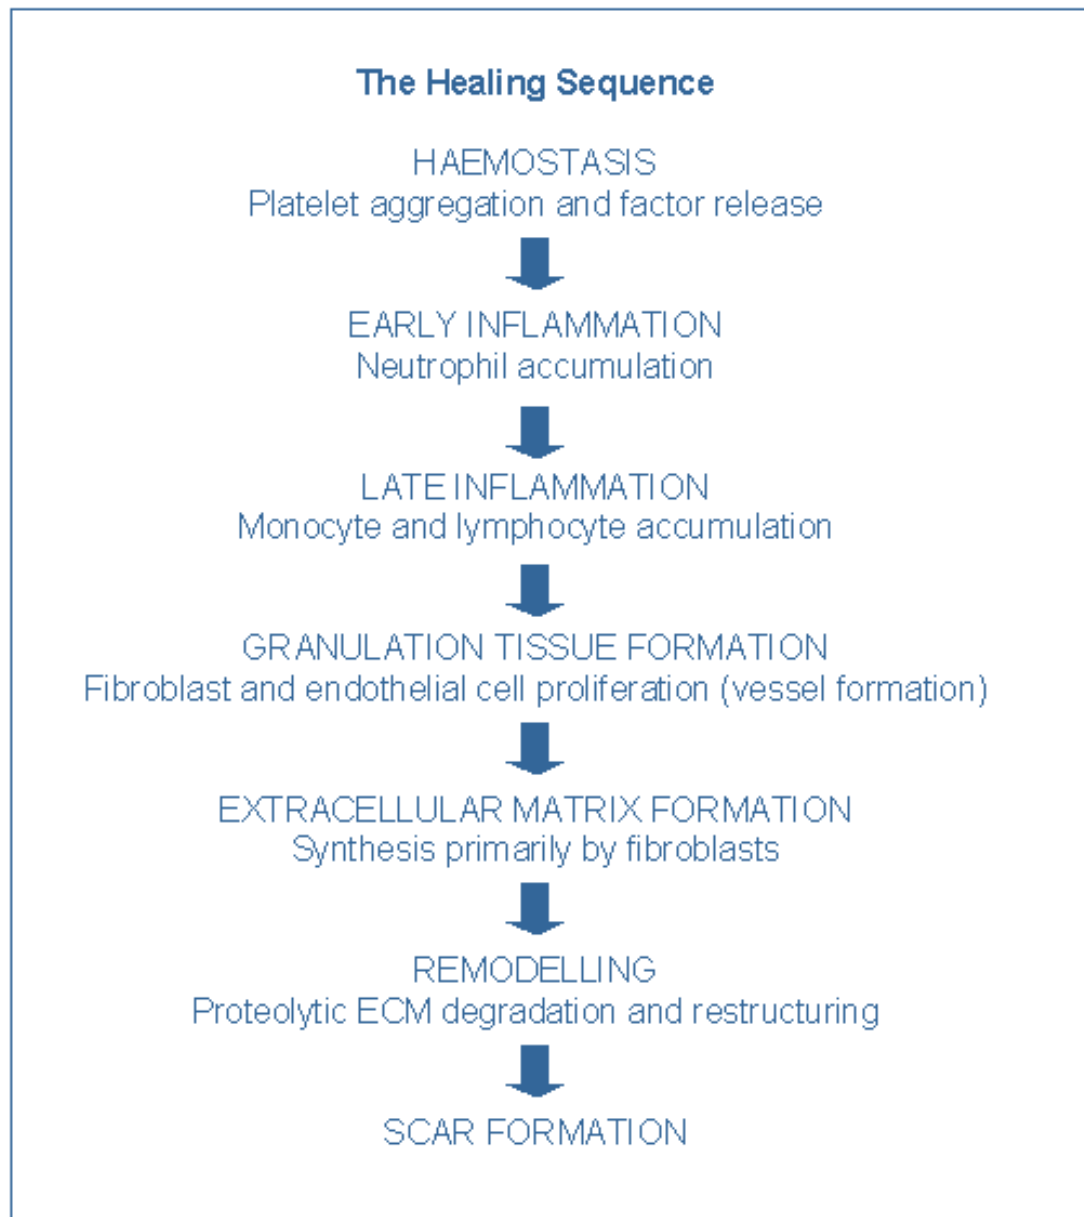 The Healing Sequence
HAEMOSTASIS
Platelet aggregation and factor release
EARLY INFLAMMATION
Neutrophil accumulation
LATE INFLAMMATION
Monocyte and lymphocyte accumulation
GRANULATION TISSUE FORMATION
Fibroblast and endothelial cell proliferation (vessel formation)
EXTRACELLULAR MATRIX FORMATION
Synthesis primarily by fibroblasts
REMODELLING
Proteolytic ECM degradation and restructuring
SCAR FORMATION